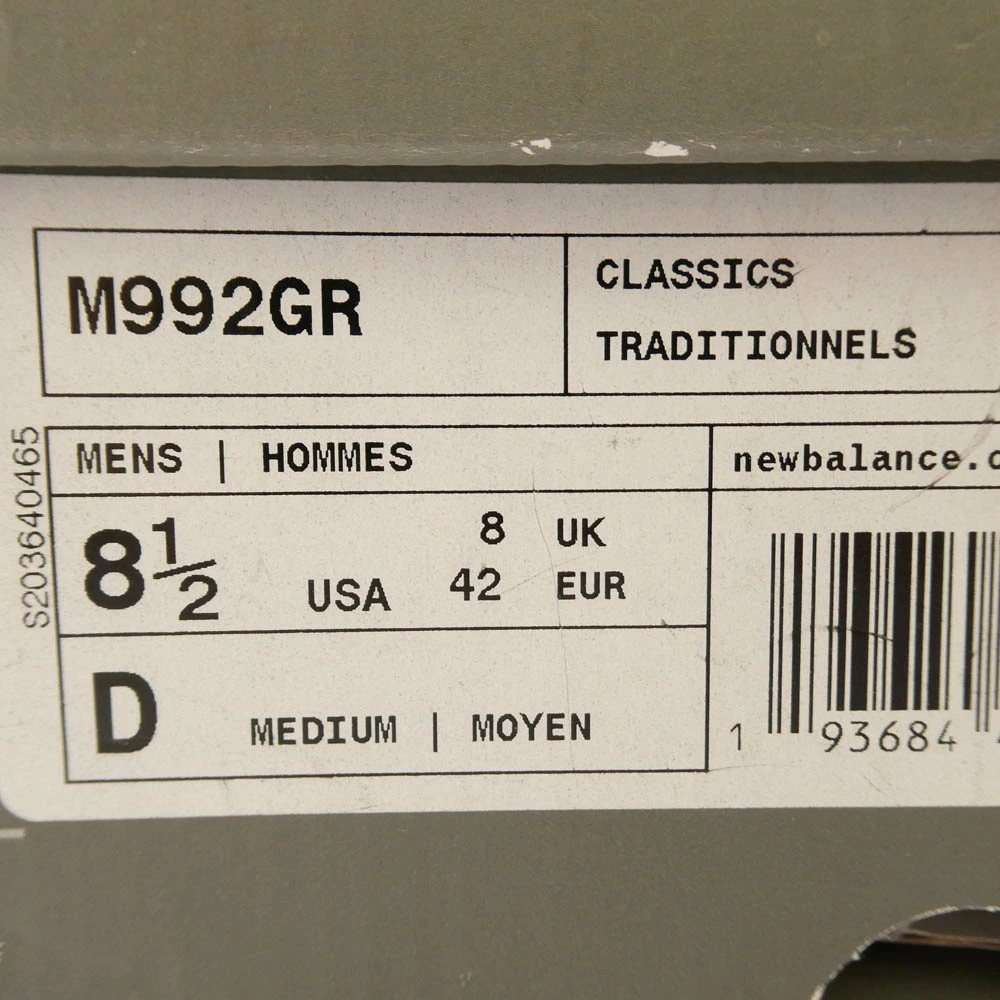 M992GR
CLASSICS
TRADITIONNELS
S203640465
MENS | HOMMES
newbalance.c
8½ USA
8 UK
42 EUR
D MEDIUM | MOYEN
1 93684